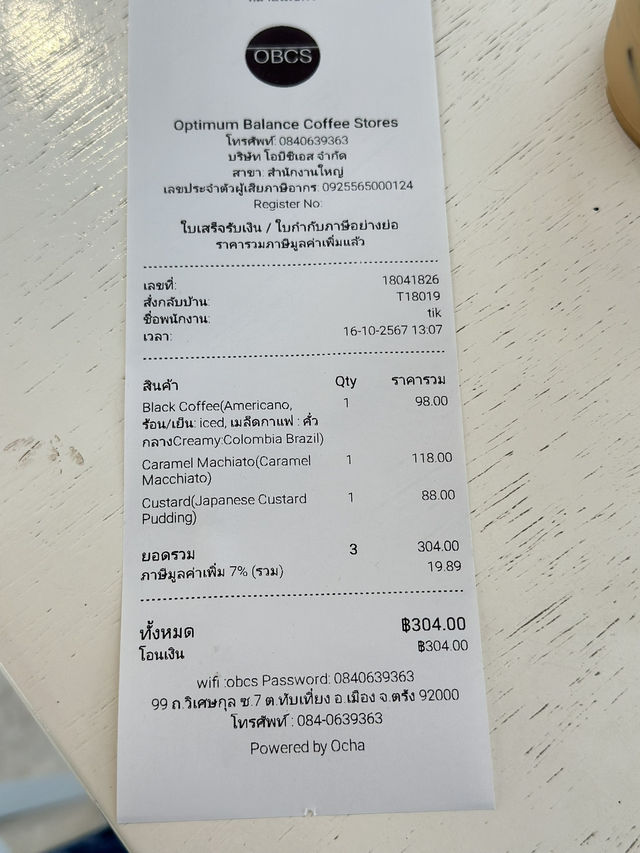 OBCS
Optimum Balance Coffee Stores
โทรศัพท์: 0840639363
บริษัท โอบีซีเอส จำกัด
สาขา: สำนักงานใหญ่
เลขประจำตัวผู้เสียภาษีอากร: 0925565000124
Register No:
ใบเสร็จรับเงิน / ใบกำกับภาษีอย่างย่อ
ราคารวมภาษีมูลค่าเพิ่มแล้ว
เลขที่: 18041826
สั่งกลับบ้าน: T18019
ชื่อพนักงาน: tik
เวลา: 16-10-2567 13:07
สินค้า Qty ราคารวม
Black Coffee(Americano, 1 98.00
ร้อน/เย็น: iced, เมล็ดกาแฟ : คั่ว
กลางCreamy:Colombia Brazil)
Caramel Machiato(Caramel 1 118.00
Macchiato)
Custard(Japanese Custard 1 88.00
Pudding)
ยอดรวม 3 304.00
ภาษีมูลค่าเพิ่ม 7% (รวม) 19.89
ทั้งหมด ฿304.00
โอนเงิน ฿304.00
wifi :obcs Password: 0840639363
99 ถ.วิเศษกุล ซ.7 ต.ทับเที่ยง อ.เมือง จ.ตรัง 92000
โทรศัพท์ : 084-0639363
Powered by Ocha